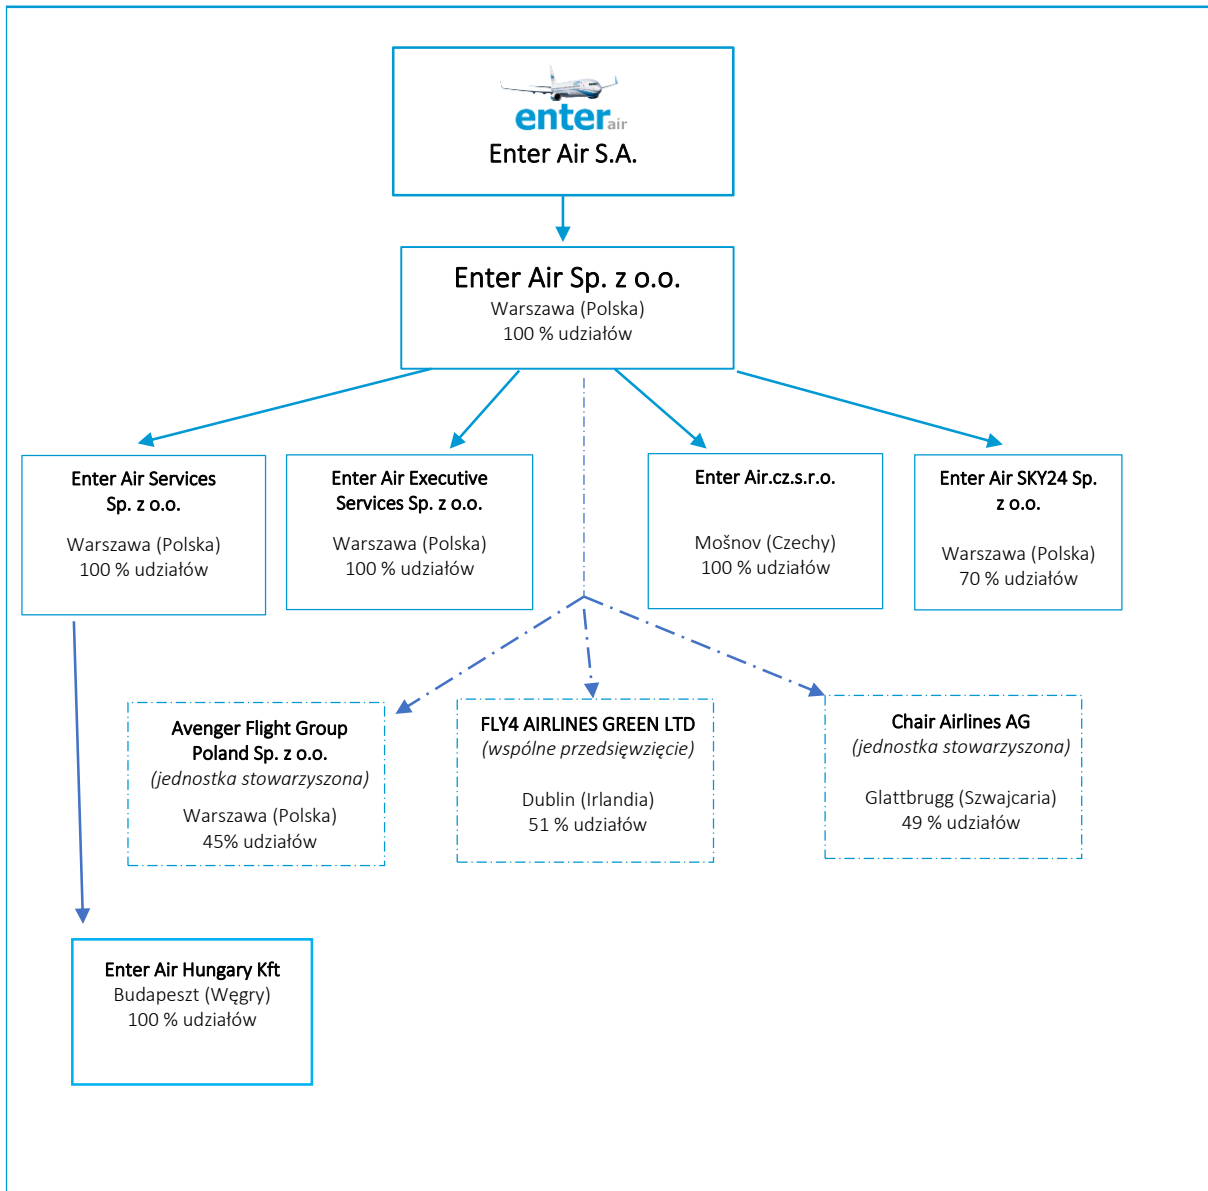 enter air
Enter Air S.A.
Enter Air Sp. z o.o.
Warszawa (Polska)
100 % udziałów
Enter Air Services
Sp. z o.o.
Warszawa (Polska)
100 % udziałów
Enter Air Executive
Services Sp. z o.o.
Warszawa (Polska)
100 % udziałów
Enter Air.cz.s.r.o.
Mošnov (Czechy)
100 % udziałów
Enter Air SKY24 Sp.
z o.o.
Warszawa (Polska)
70 % udziałów
Avenger Flight Group
Poland Sp. z o.o.
(jednostka stowarzyszona)
Warszawa (Polska)
45% udziałów
FLY4 AIRLINES GREEN LTD
(wspólne przedsięwzięcie)
Dublin (Irlandia)
51 % udziałów
Chair Airlines AG
(jednostka stowarzyszona)
Glattbrugg (Szwajcaria)
49 % udziałów
Enter Air Hungary Kft
Budapeszt (Węgry)
100 % udziałów